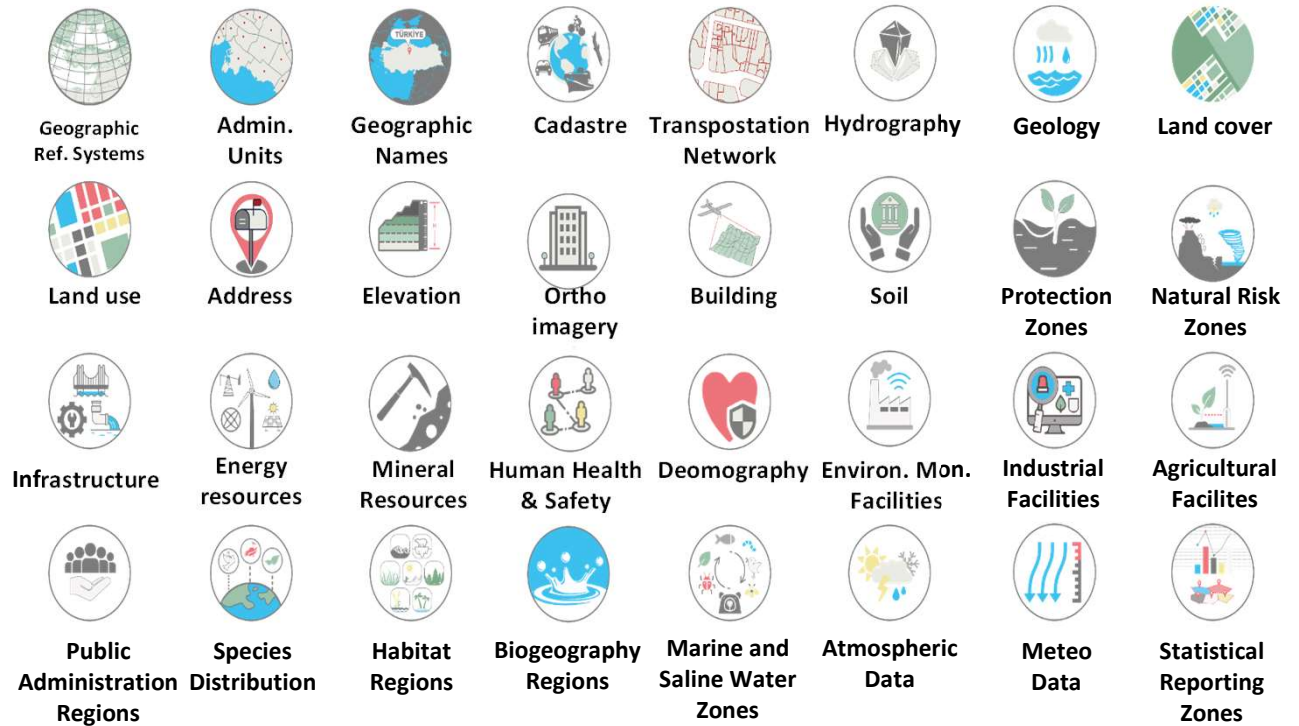 TÜRKİYE
Geographic
Ref. Systems
Admin.
Units
Geographic
Names
Cadastre
Transpostation
Network
Hydrography
Geology
Land cover
Land use
Address
Elevation
Ortho
imagery
Building
Soil
Protection
Zones
Natural Risk
Zones
Infrastructure
Energy
resources
Mineral
Resources
Human Health
& Safety
Deomography
Environ. Mon.
Facilities
Industrial
Facilities
Agricultural
Facilites
Public
Administration
Regions
Species
Distribution
Habitat
Regions
Biogeography
Regions
Marine and
Saline Water
Zones
Atmospheric
Data
Meteo
Data
Statistical
Reporting
Zones